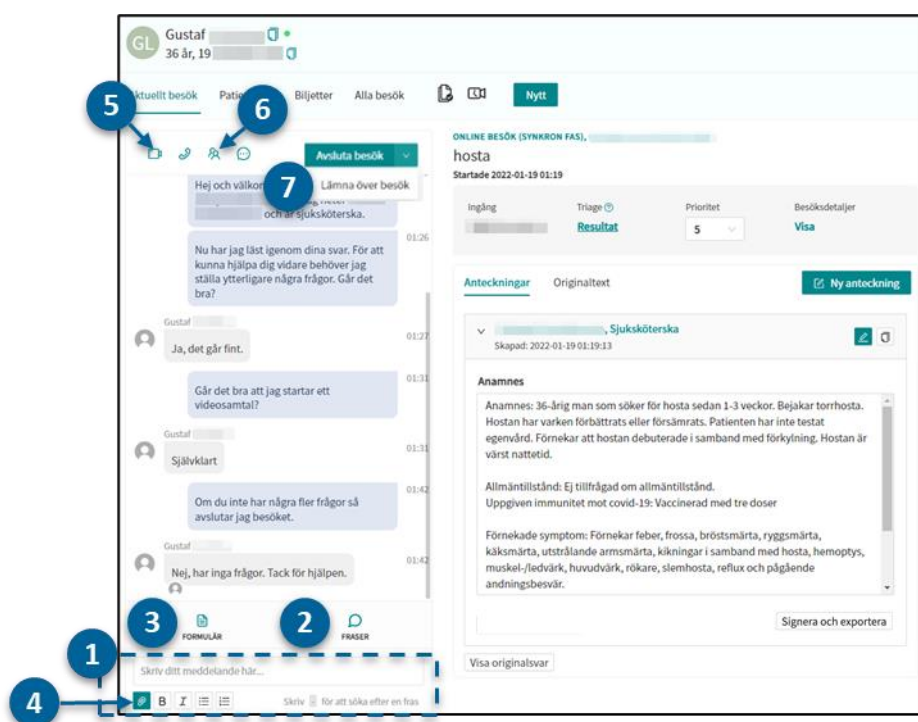 GL
Gustaf
36 år, 19
Aktuellt besök
Biljetter
Alla besök
Nytt
5
6
Avsluta besök
7
Lämna över besök
Hej och
och är sjuksköterska.
01:26
Nu har jag läst igenom dina svar. För att
kunna hjälpa dig vidare behöver jag
ställa ytterligare några frågor. Går det
bra?
Gustaf
01:27
Ja, det går fint.
01:31
Går det bra att jag startar ett
videosamtal?
Gustaf
01:31
Självklart
01:42
Om du inte har några fler frågor så
avslutar jag besöket.
Gustaf
01:42
Nej, har inga frågor. Tack för hjälpen.
3
FORMULÄR
2
FRASER
1
Skriv ditt meddelande här...
4
B I
Skriv för att söka efter en fras
ONLINE BESÖK (SYNKRON FAS),
hosta
Startade 2022-01-19 01:19
Ingång
Triage
Prioritet
Besöksdetaljer
Resultat
5
Visa
Anteckningar
Originaltext
Ny anteckning
, Sjuksköterska
Skapad: 2022-01-19 01:19:13
Anamnes
Anamnes: 36-årig man som söker för hosta sedan 1-3 veckor. Bejakar torrhosta.
Hostan har varken förbättrats eller försämrats. Patienten har inte testat
egenvård. Förnekar att hostan debuterade i samband med förkylning. Hostan är
värst nattetid.
Allmäntillstånd: Ej tillfrågad om allmäntillstånd.
Uppgiven immunitet mot covid-19: Vaccinerad med tre doser
Förnekade symptom: Förnekar feber, frossa, bröstsmärta, ryggsmärta,
käksmärta, utstrålande armsmärta, kikningar i samband med hosta, hemoptys,
muskel-/ledvärk, huvudvärk, rökare, slemhosta, reflux och pågående
andningsbesvär.
Signera och exportera
Visa originalsvar